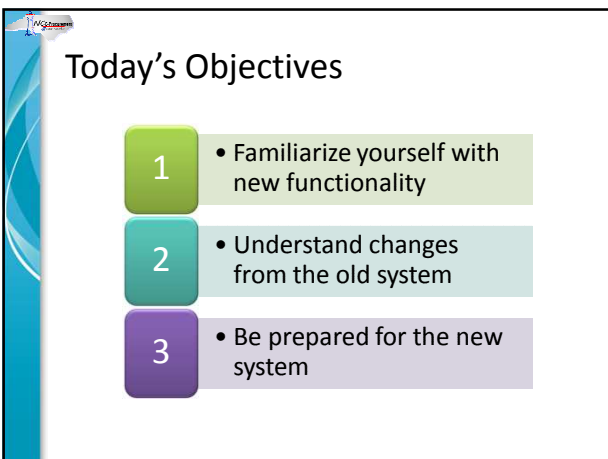 Today's Objectives
1
• Familiarize yourself with
new functionality
2
• Understand changes
from the old system
3
• Be prepared for the new
system